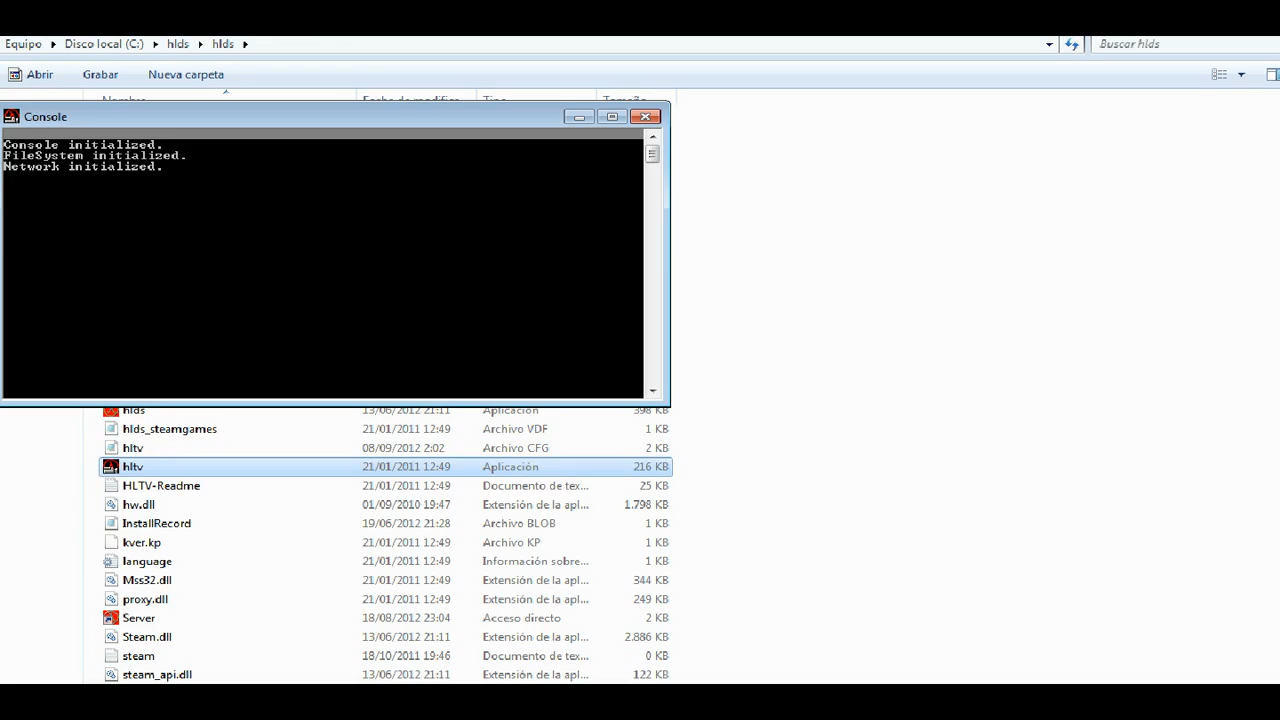 Equipo Disco local (C:) hlds hlds Buscar hlds
Abrir Grabar Nueva carpeta
Nombre Fecha de modifica... Tipo Tamaño
Console
Console initialized.
FileSystem initialized.
Network initialized.
hlds 13/06/2012 21:11 Aplicación 398 KB
hlds_steamgames 21/01/2011 12:49 Archivo VDF 1 KB
hltv 08/09/2012 2:02 Archivo CFG 2 KB
hltv 21/01/2011 12:49 Aplicación 216 KB
HLTV-Readme 21/01/2011 12:49 Documento de tex... 25 KB
hw.dll 01/09/2010 19:47 Extensión de la apl... 1.798 KB
InstallRecord 19/06/2012 21:28 Archivo BLOB 1 KB
kver.kp 21/01/2011 12:49 Archivo KP 1 KB
language 21/01/2011 12:49 Información sobre... 1 KB
Mss32.dll 21/01/2011 12:49 Extensión de la apl... 344 KB
proxy.dll 21/01/2011 12:49 Extensión de la apl... 249 KB
Server 18/08/2012 23:04 Acceso directo 2 KB
Steam.dll 13/06/2012 21:11 Extensión de la apl... 2.886 KB
steam 18/10/2011 19:46 Documento de tex... 0 KB
steam_api.dll 13/06/2012 21:11 Extensión de la apl... 122 KB